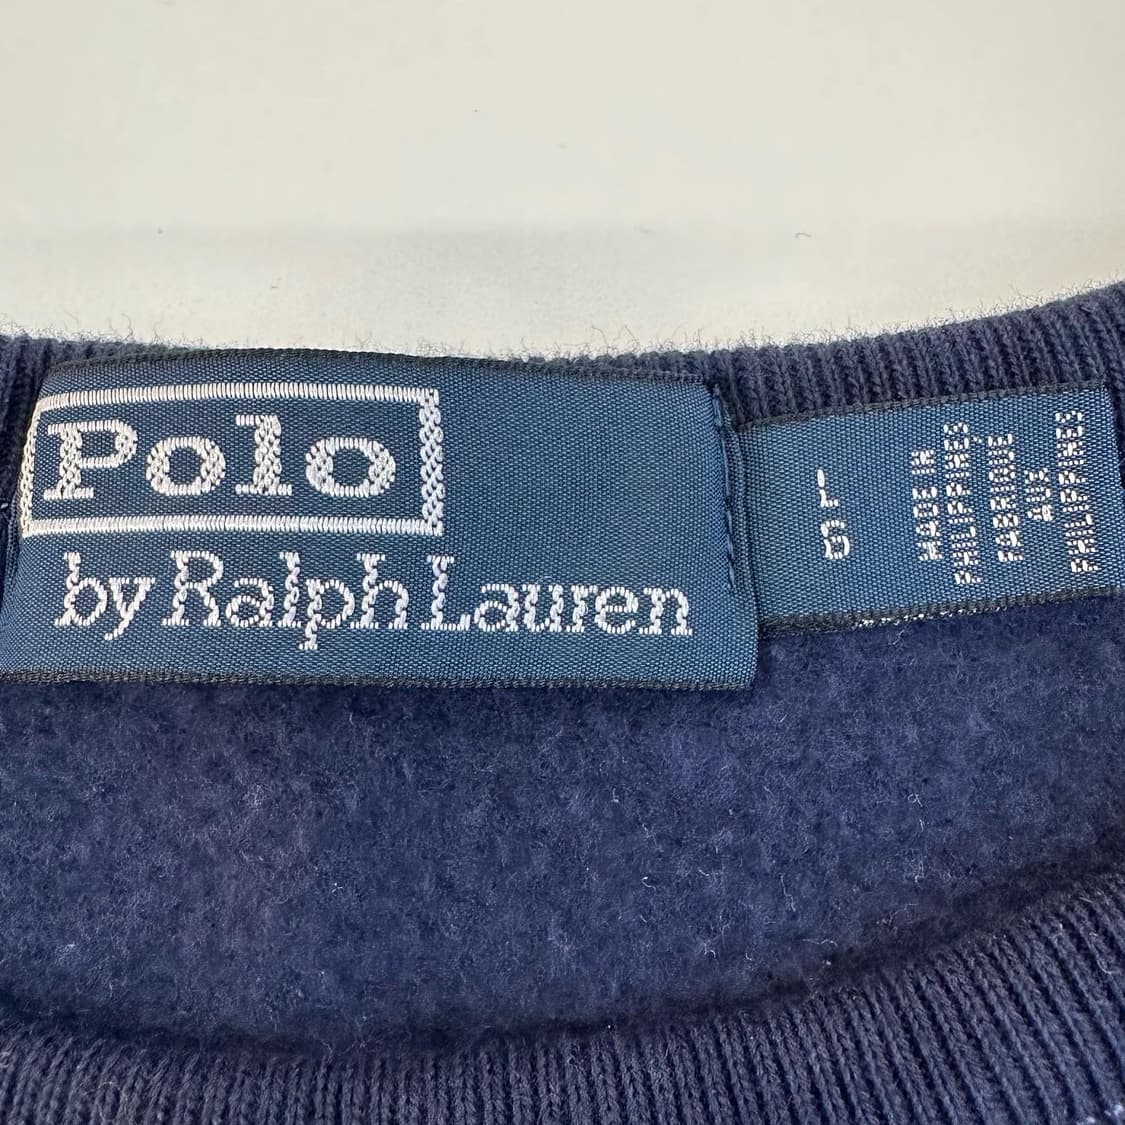 Polo
by Ralph Lauren
MADE IN
PHILIPPINES,
FABRIQUE
AUX
PHILIPPINES